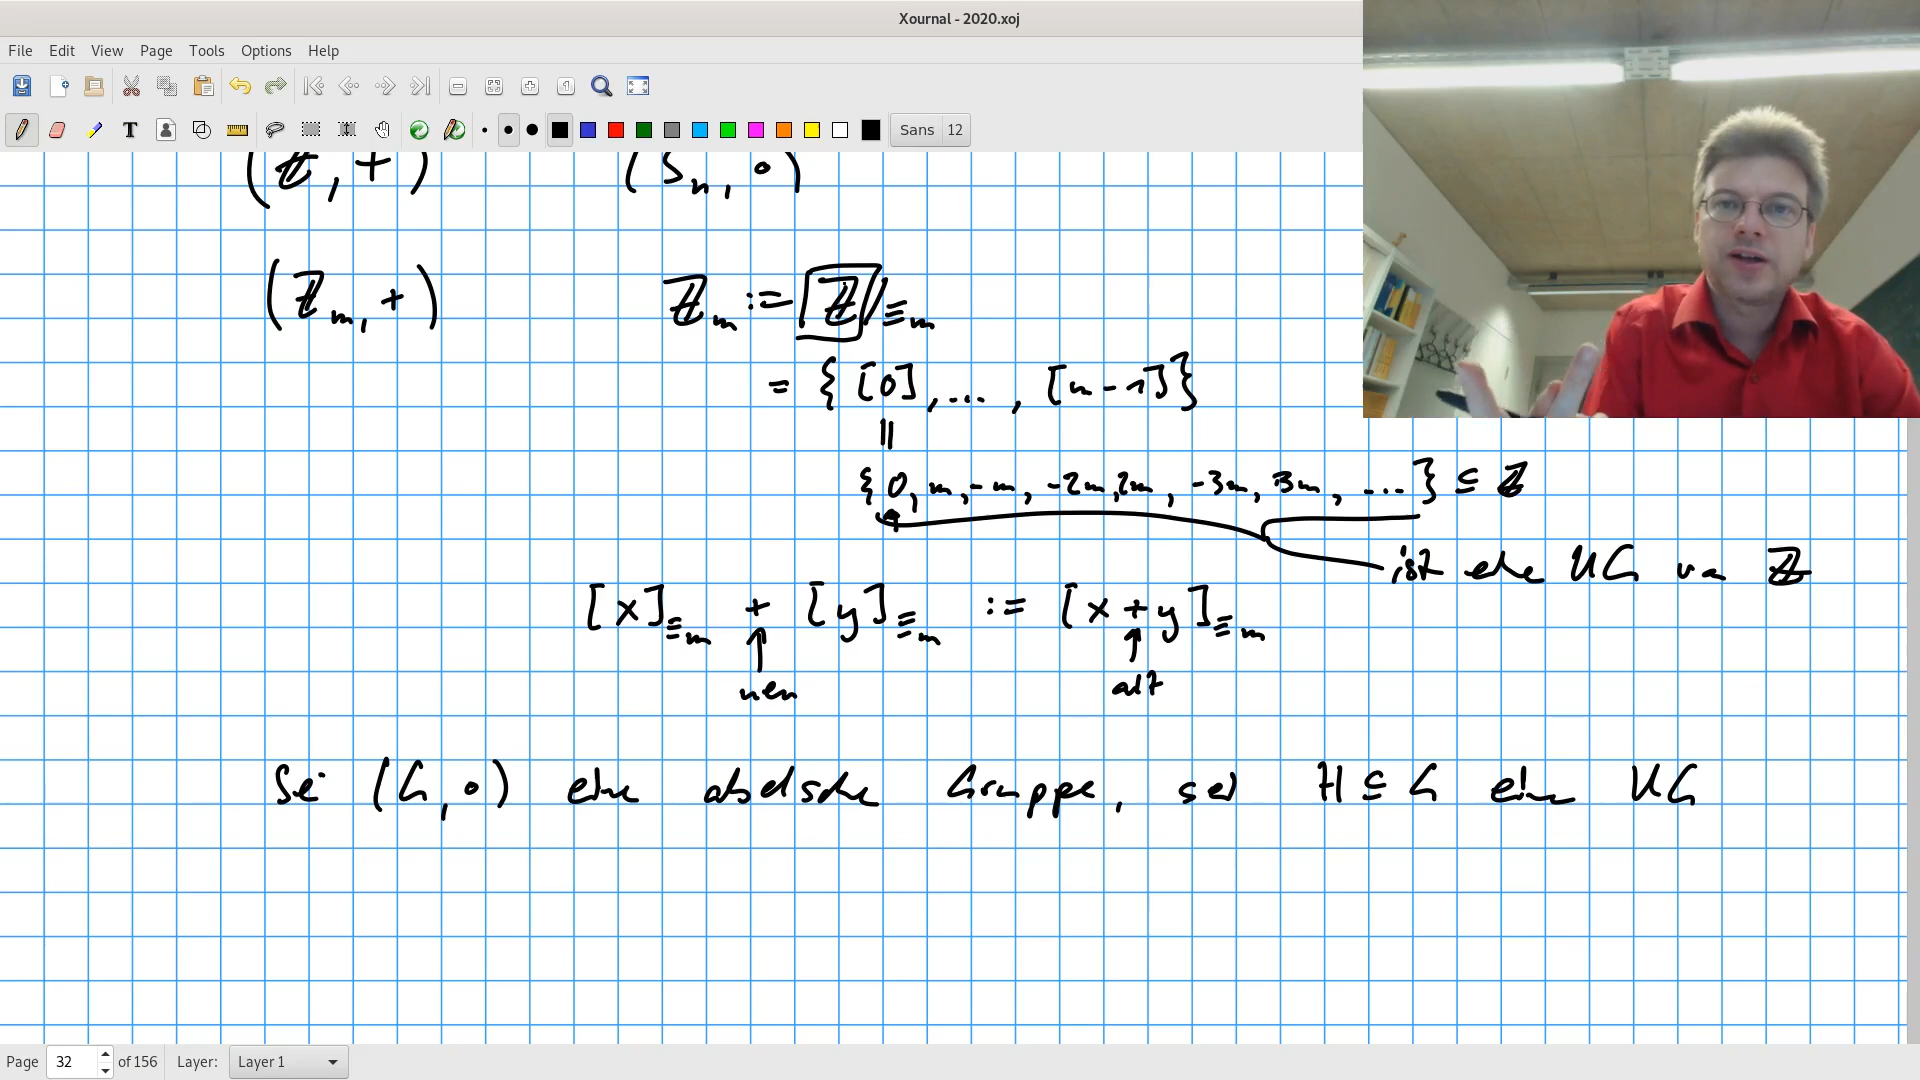 Xournal - 2020.xoj
File Edit View Page Tools Options Help
Sans 12
(ℤ, +) (Sₙ, ∘)
(ℤₘ, +) ℤₘ := ℤ/≡ₘ
= { [0], ... , [m-1] }
||
{ 0, m, -m, -2m, 2m, -3m, 3m, ... } ⊆ ℤ
ist eine UG von ℤ
[x]≡ₘ + [y]≡ₘ := [x + y]≡ₘ
neu alt
Sei (G, ∘) eine abelsche Gruppe, sei H ⊆ G eine UG
Page 32 of 156 Layer: Layer 1